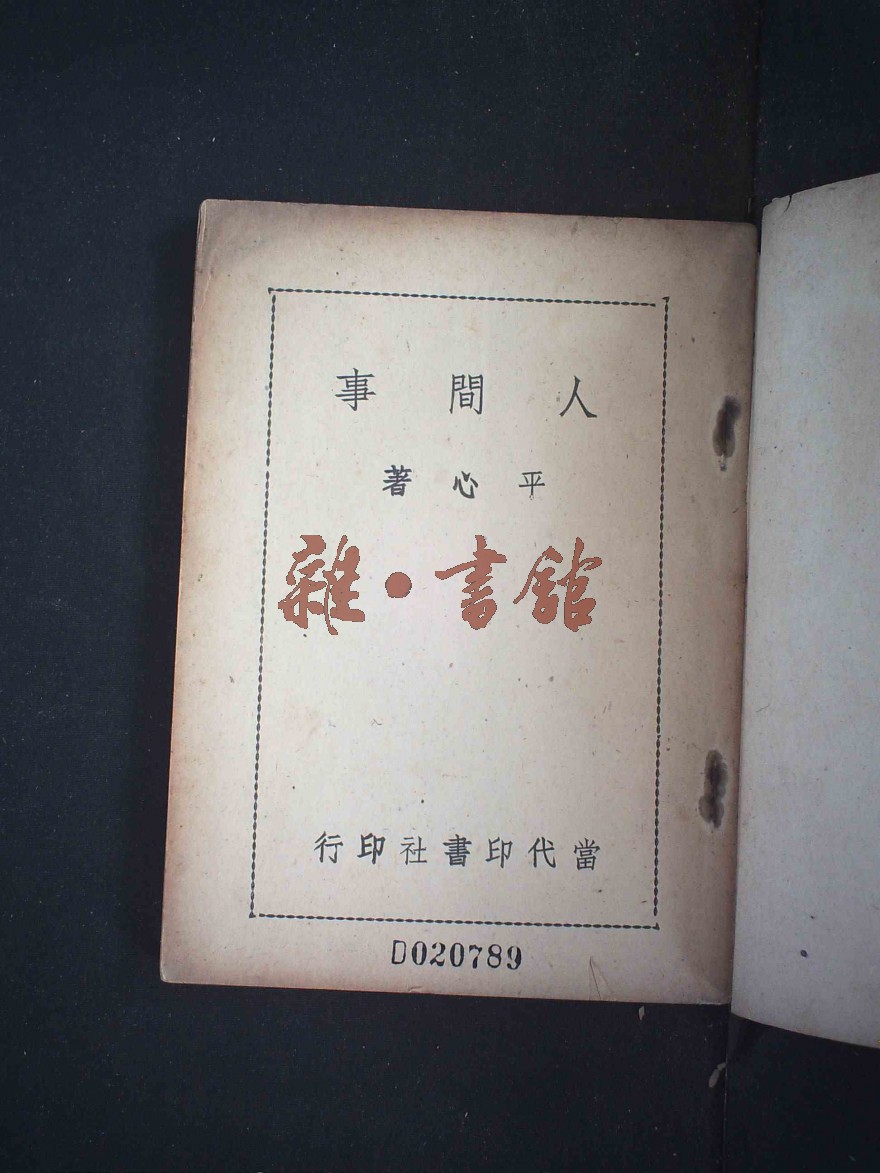 人間事
平心著
雜•書館
當代印書社印行
D020789